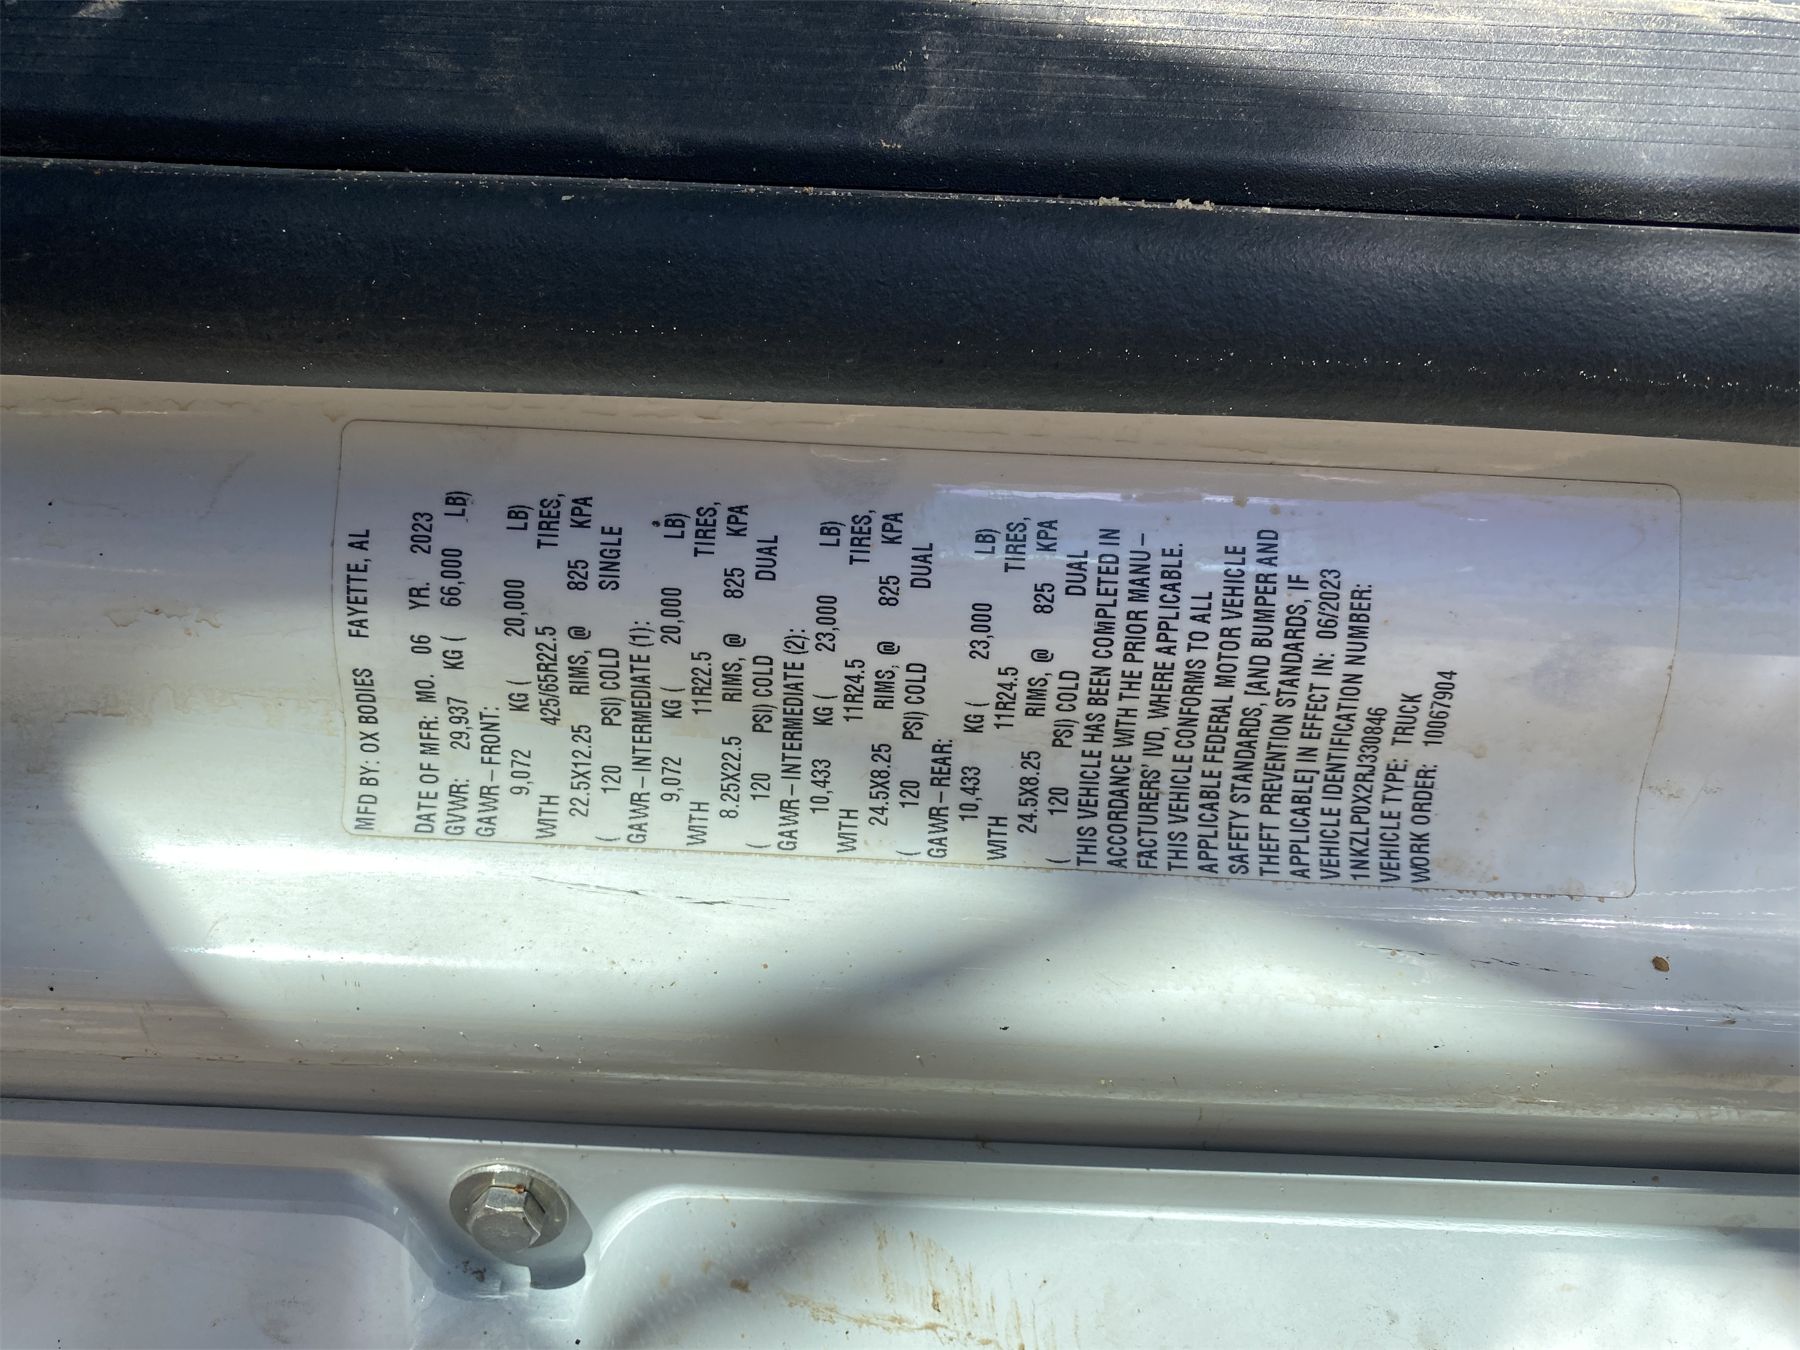 MFD BY: OX BODIES FAYETTE, AL
DATE OF MFR: MO. 06 YR. 2023
GVWR: 29,937 KG ( 66,000 LB)
GAWR-FRONT:
9,072 KG ( 20,000 LB)
WITH 425/65R22.5 TIRES,
22.5X12.25 RIMS, @ 825 KPA
( 120 PSI) COLD SINGLE
GAWR-INTERMEDIATE (1):
9,072 KG ( 20,000 LB)
WITH 11R22.5 TIRES,
8.25X22.5 RIMS, @ 825 KPA
( 120 PSI) COLD DUAL
GAWR-INTERMEDIATE (2):
10,433 KG ( 23,000 LB)
WITH 11R24.5 TIRES,
24.5X8.25 RIMS, @ 825 KPA
( 120 PSI) COLD DUAL
GAWR-REAR:
10,433 KG ( 23,000 LB)
WITH 11R24.5 TIRES,
24.5X8.25 RIMS, @ 825 KPA
( 120 PSI) COLD DUAL
THIS VEHICLE HAS BEEN COMPLETED IN
ACCORDANCE WITH THE PRIOR MANU-
FACTURERS' IVD, WHERE APPLICABLE.
THIS VEHICLE CONFORMS TO ALL
APPLICABLE FEDERAL MOTOR VEHICLE
SAFETY STANDARDS, [AND BUMPER AND
THEFT PREVENTION STANDARDS, IF
APPLICABLE] IN EFFECT IN: 06/2023
VEHICLE IDENTIFICATION NUMBER:
1NKZLP0X2RJ330846
VEHICLE TYPE: TRUCK
WORK ORDER: 10067904